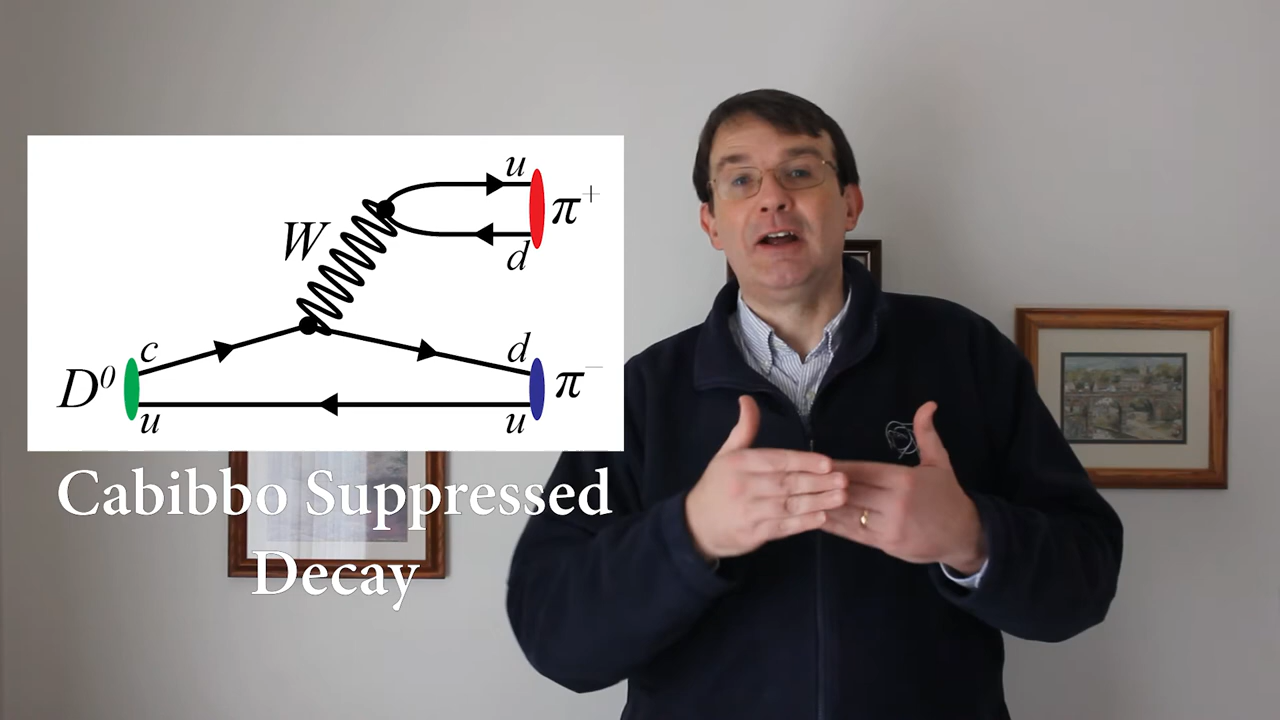 u
π⁺
W
d
c
d
D⁰
π⁻
u
u
Cabibbo Suppressed
Decay